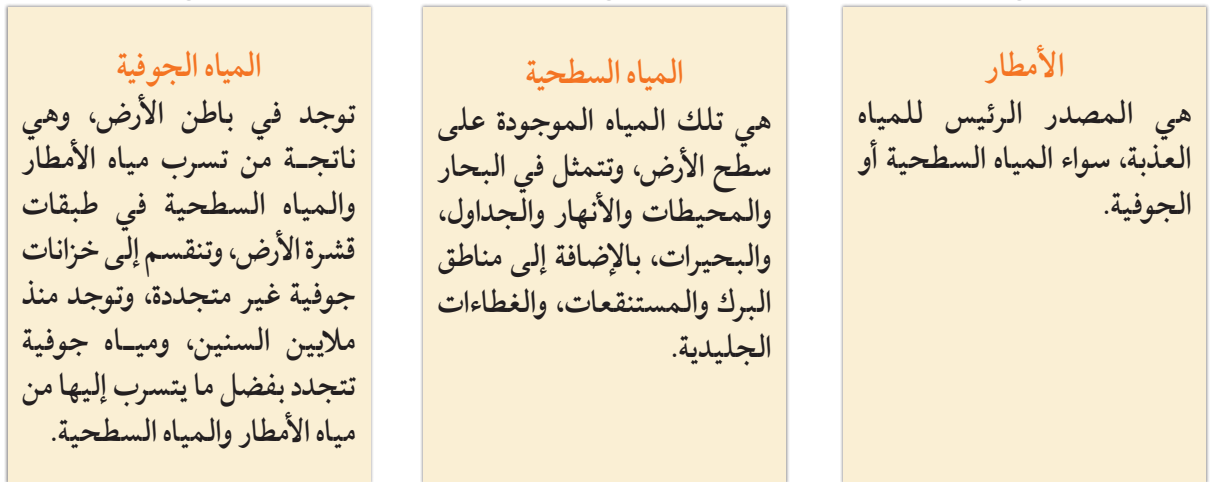 الأمطار
هي المصدر الرئيس للمياه
العذبة، سواء المياه السطحية أو
الجوفية.
المياه السطحية
هي تلك المياه الموجودة على
سطح الأرض، وتتمثل في البحار
والمحيطات والأنهار والجداول،
والبحيرات، بالإضافة إلى مناطق
البرك والمستنقعات، والغطاءات
الجليدية.
المياه الجوفية
توجد في باطن الأرض، وهي
ناتجــة من تسرب مياه الأمطار
والمياه السطحية في طبقات
قشرة الأرض، وتنقسم إلى خزانات
جوفية غير متجددة، وتوجد منذ
ملايين السنين، وميــاه جوفية
تتجدد بفضل ما يتسرب إليها من
مياه الأمطار والمياه السطحية.